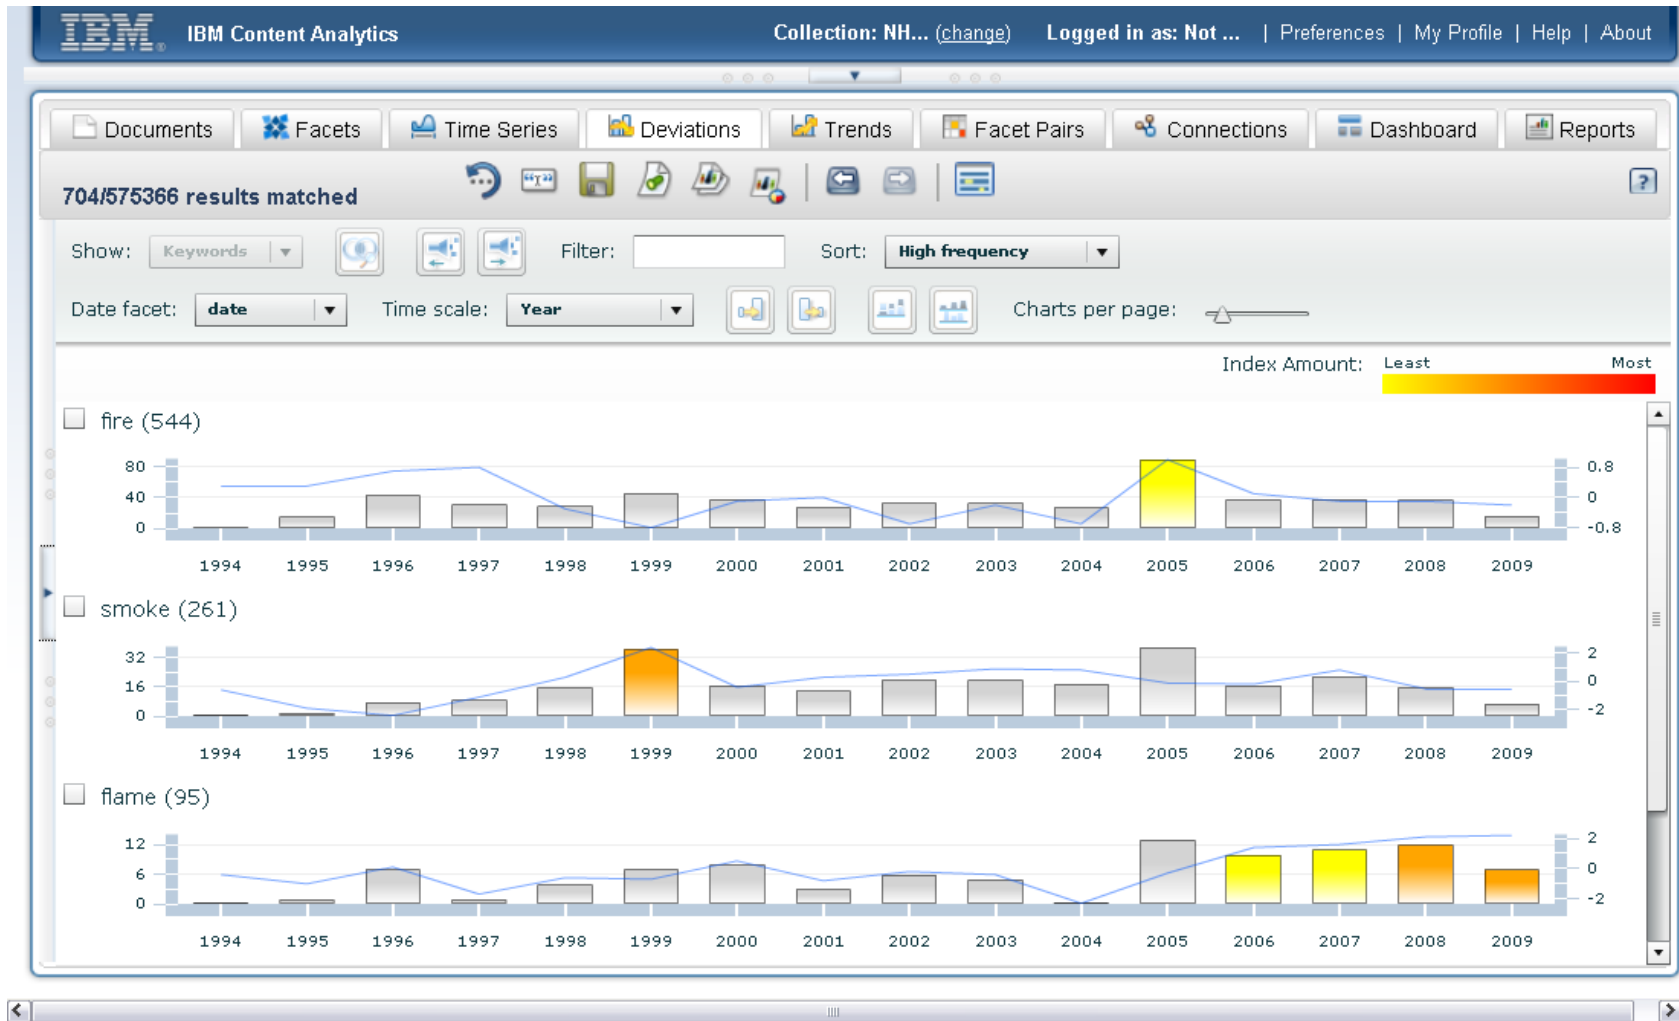 IBM® IBM Content Analytics Collection: NH... (change) Logged in as: Not ... | Preferences | My Profile | Help | About
Documents Facets Time Series Deviations Trends Facet Pairs Connections Dashboard Reports
704/575366 results matched "I" ?
Show: Keywords Filter: Sort: High frequency
Date facet: date Time scale: Year Charts per page:
Index Amount: Least Most
fire (544)
80 0.8
40 0
0 -0.8
1994 1995 1996 1997 1998 1999 2000 2001 2002 2003 2004 2005 2006 2007 2008 2009
smoke (261)
32 2
16 0
0 -2
1994 1995 1996 1997 1998 1999 2000 2001 2002 2003 2004 2005 2006 2007 2008 2009
flame (95)
12 2
6 0
0 -2
1994 1995 1996 1997 1998 1999 2000 2001 2002 2003 2004 2005 2006 2007 2008 2009